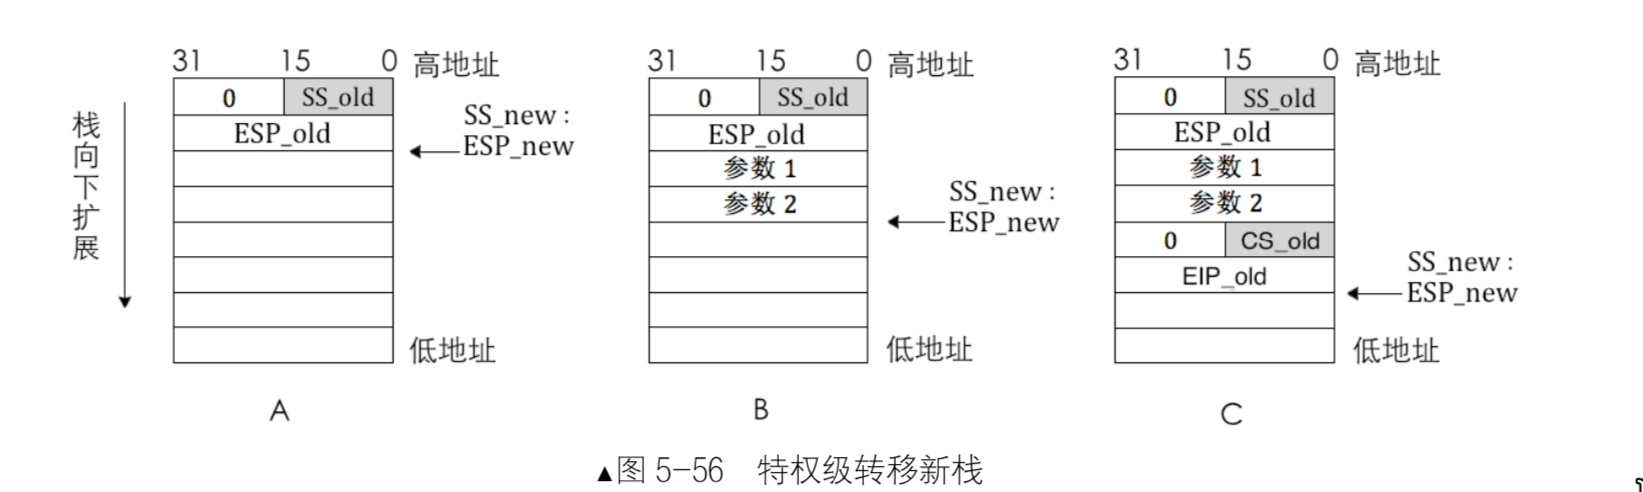 31 15 0 高地址
0 SS_old
ESP_old
SS_new :
ESP_new
栈向下扩展
低地址
A
31 15 0 高地址
0 SS_old
ESP_old
参数 1
参数 2
SS_new :
ESP_new
低地址
B
31 15 0 高地址
0 SS_old
ESP_old
参数 1
参数 2
0 CS_old
EIP_old
SS_new :
ESP_new
低地址
C
▲图 5-56 特权级转移新栈